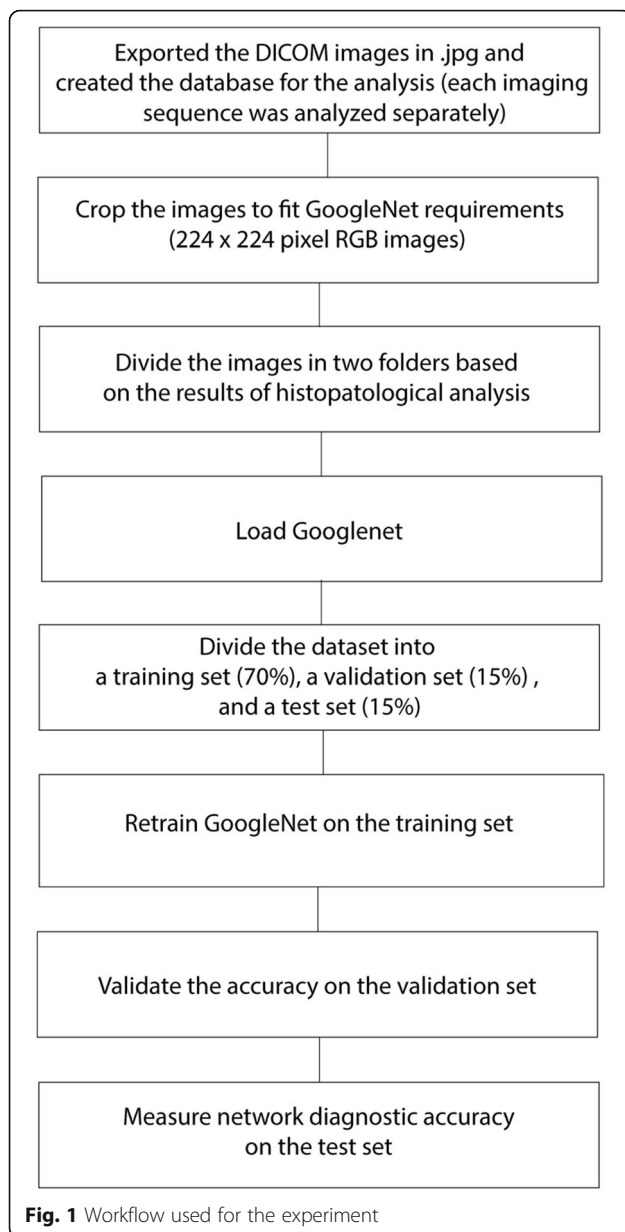 Exported the DICOM images in .jpg and
created the database for the analysis (each imaging
sequence was analyzed separately)
Crop the images to fit GoogleNet requirements
(224 x 224 pixel RGB images)
Divide the images in two folders based
on the results of histopatological analysis
Load Googlenet
Divide the dataset into
a training set (70%), a validation set (15%) ,
and a test set (15%)
Retrain GoogleNet on the training set
Validate the accuracy on the validation set
Measure network diagnostic accuracy
on the test set
Fig. 1 Workflow used for the experiment